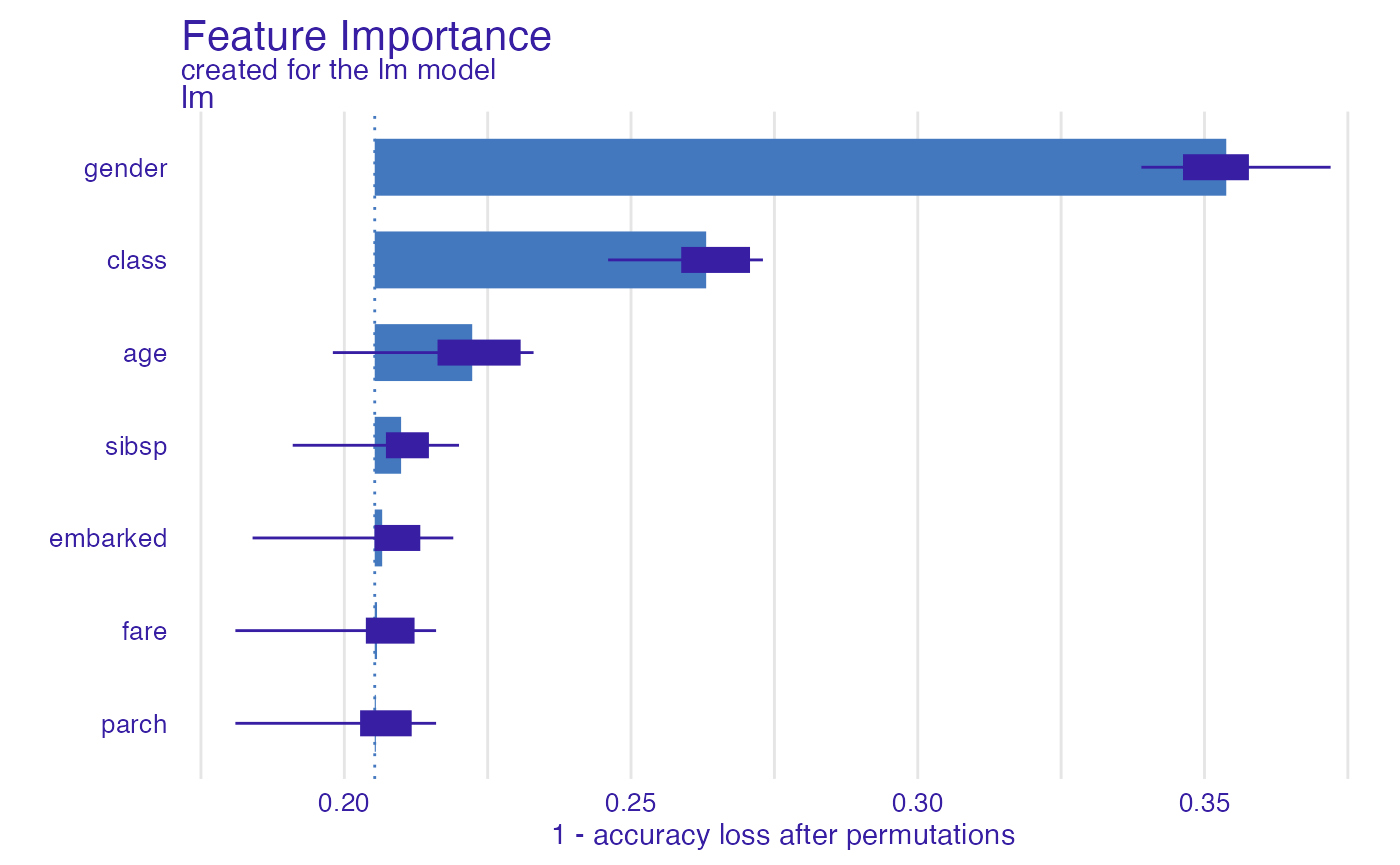 Feature Importance
created for the lm model
lm
gender
class
age
sibsp
embarked
fare
parch
0.20 0.25 0.30 0.35
1 - accuracy loss after permutations